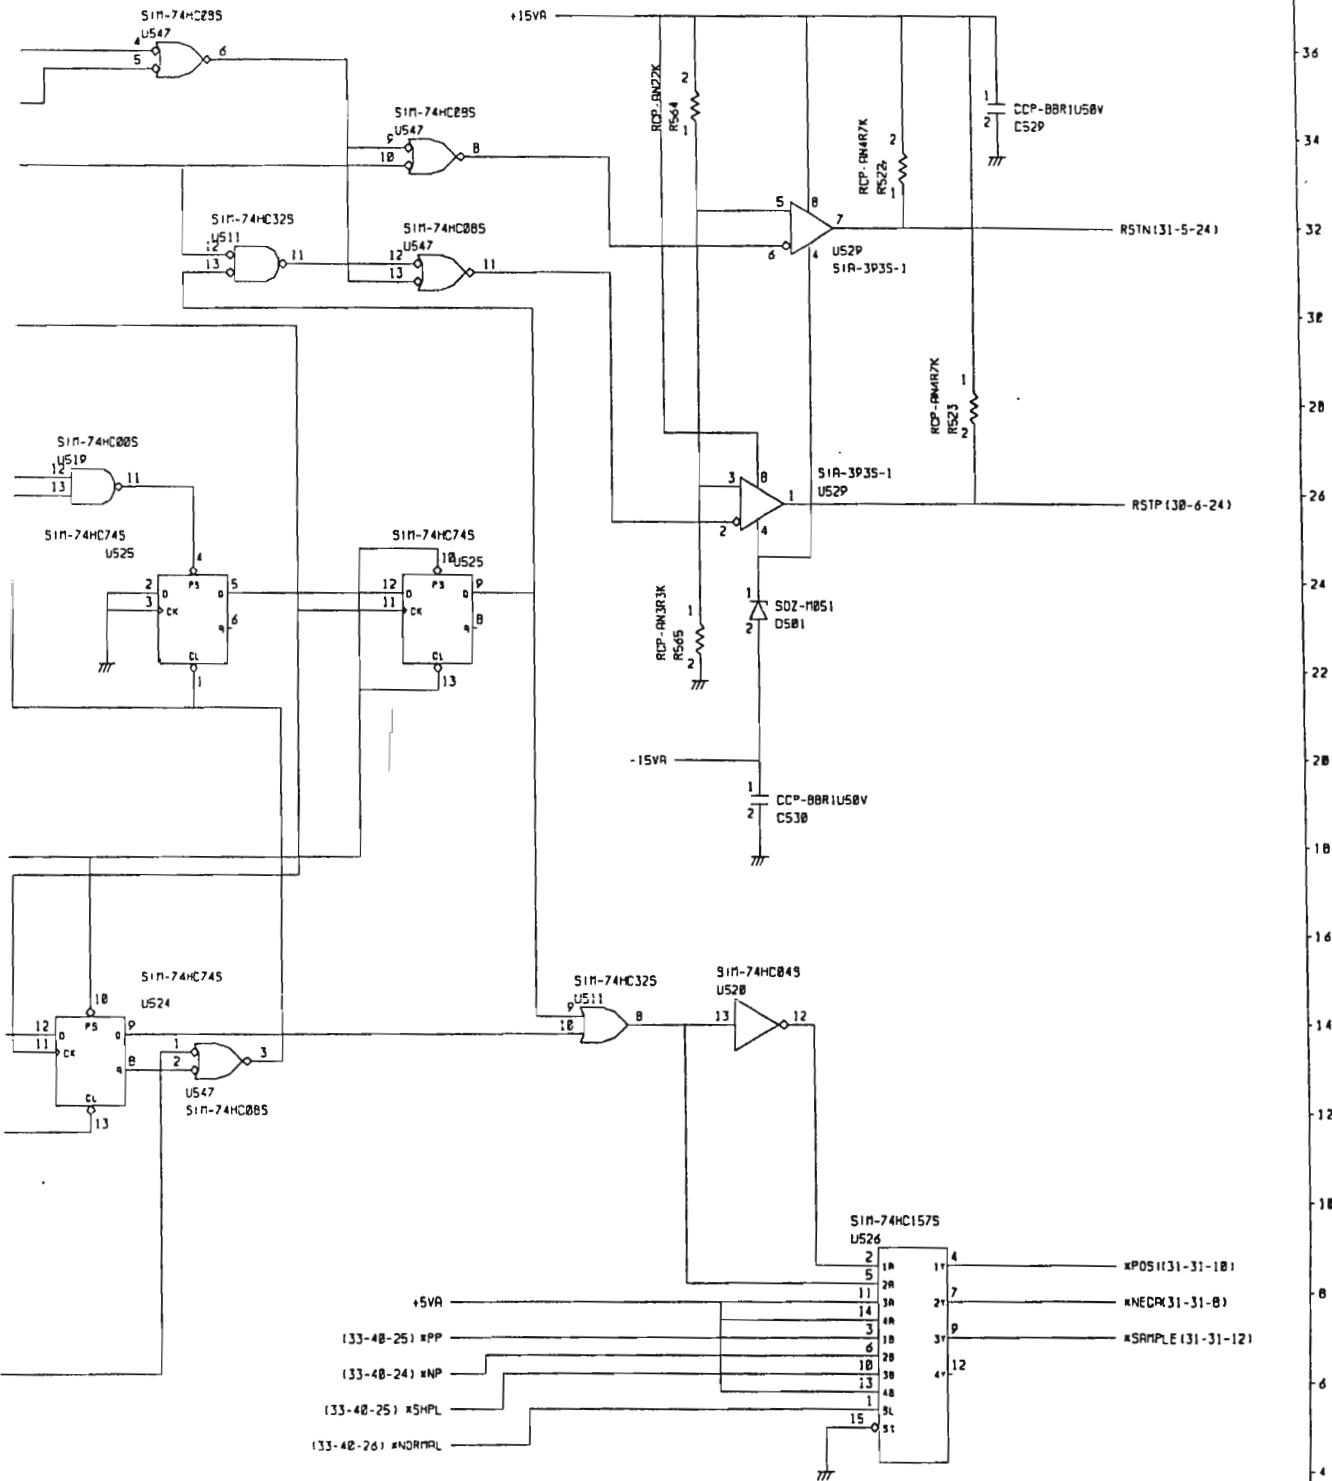 SIM-74HC08S
U547
4
5
6
+15VA
36
RCP-AN22K
R564
2
1
1
2
CCP-BBR1U50V
C529
SIM-74HC08S
U547
9
10
8
RCP-AN4R7K
R522
2
1
34
SIM-74HC32S
U511
12
13
11
SIM-74HC08S
U547
12
13
11
5
6
8
7
4
U529
SIA-393S-1
RSTN(31-5-24)
32
30
RCP-AN4R7K
R523
1
2
28
SIM-74HC00S
U519
12
13
11
3
2
8
1
4
SIA-393S-1
U529
RSTP(30-6-24)
26
SIM-74HC74S
U525
4
2
3
5
6
1
PS
D
Q
CK
Q
CL
SIM-74HC74S
U525
10
12
11
9
8
13
PS
D
Q
CK
Q
CL
24
1
2
SDZ-M051
D501
RCP-AN3R3K
R565
1
2
22
-15VA
20
1
2
CCP-BBR1U50V
C530
18
16
SIM-74HC74S
U524
10
12
11
9
8
13
PS
D
Q
CK
Q
CL
1
2
3
U547
SIM-74HC08S
SIM-74HC32S
U511
9
10
8
SIM-74HC04S
U520
13
12
14
12
10
SIM-74HC157S
U526
2 1A 1Y 4 *POSI(31-31-10)
5 2A
+5VA 11 3A 2Y 7 *NEGA(31-31-8)
8
14 4A
(33-40-25) *PP 3 1B 3Y 9 *SAMPLE(31-31-12)
6 2B
(33-40-24) *NP 10 3B 4Y 12
6
13 4B
(33-40-25) *SHPL 1 SL
15 ST
(33-40-26) *NORMAL
4